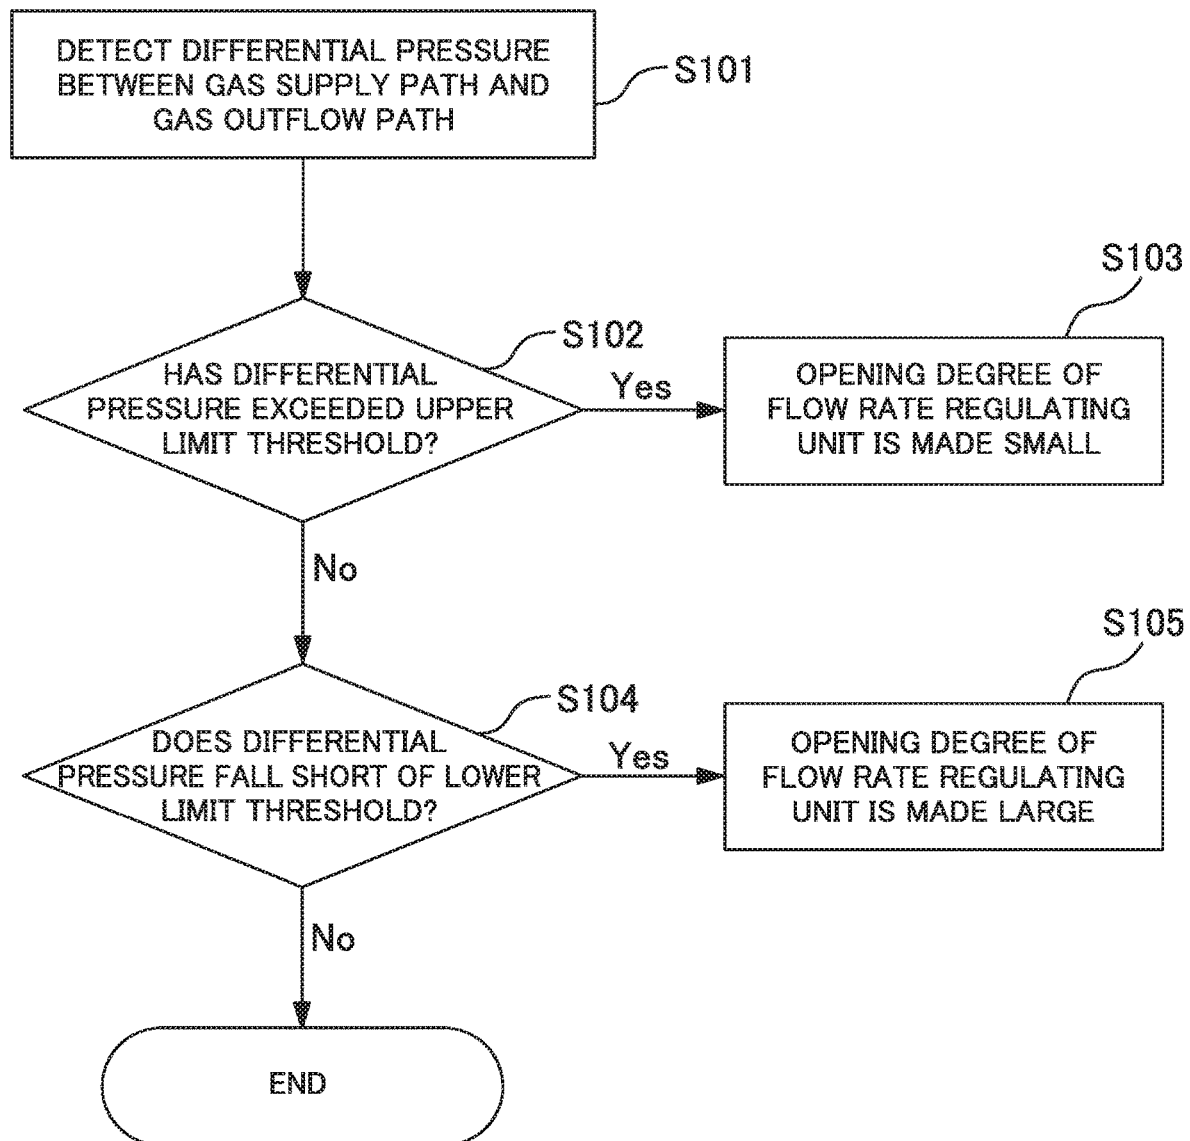 DETECT DIFFERENTIAL PRESSURE
BETWEEN GAS SUPPLY PATH AND
GAS OUTFLOW PATH
S101
S102
HAS DIFFERENTIAL
PRESSURE EXCEEDED UPPER
LIMIT THRESHOLD?
Yes
S103
OPENING DEGREE OF
FLOW RATE REGULATING
UNIT IS MADE SMALL
No
S104
DOES DIFFERENTIAL
PRESSURE FALL SHORT OF LOWER
LIMIT THRESHOLD?
Yes
S105
OPENING DEGREE OF
FLOW RATE REGULATING
UNIT IS MADE LARGE
No
END